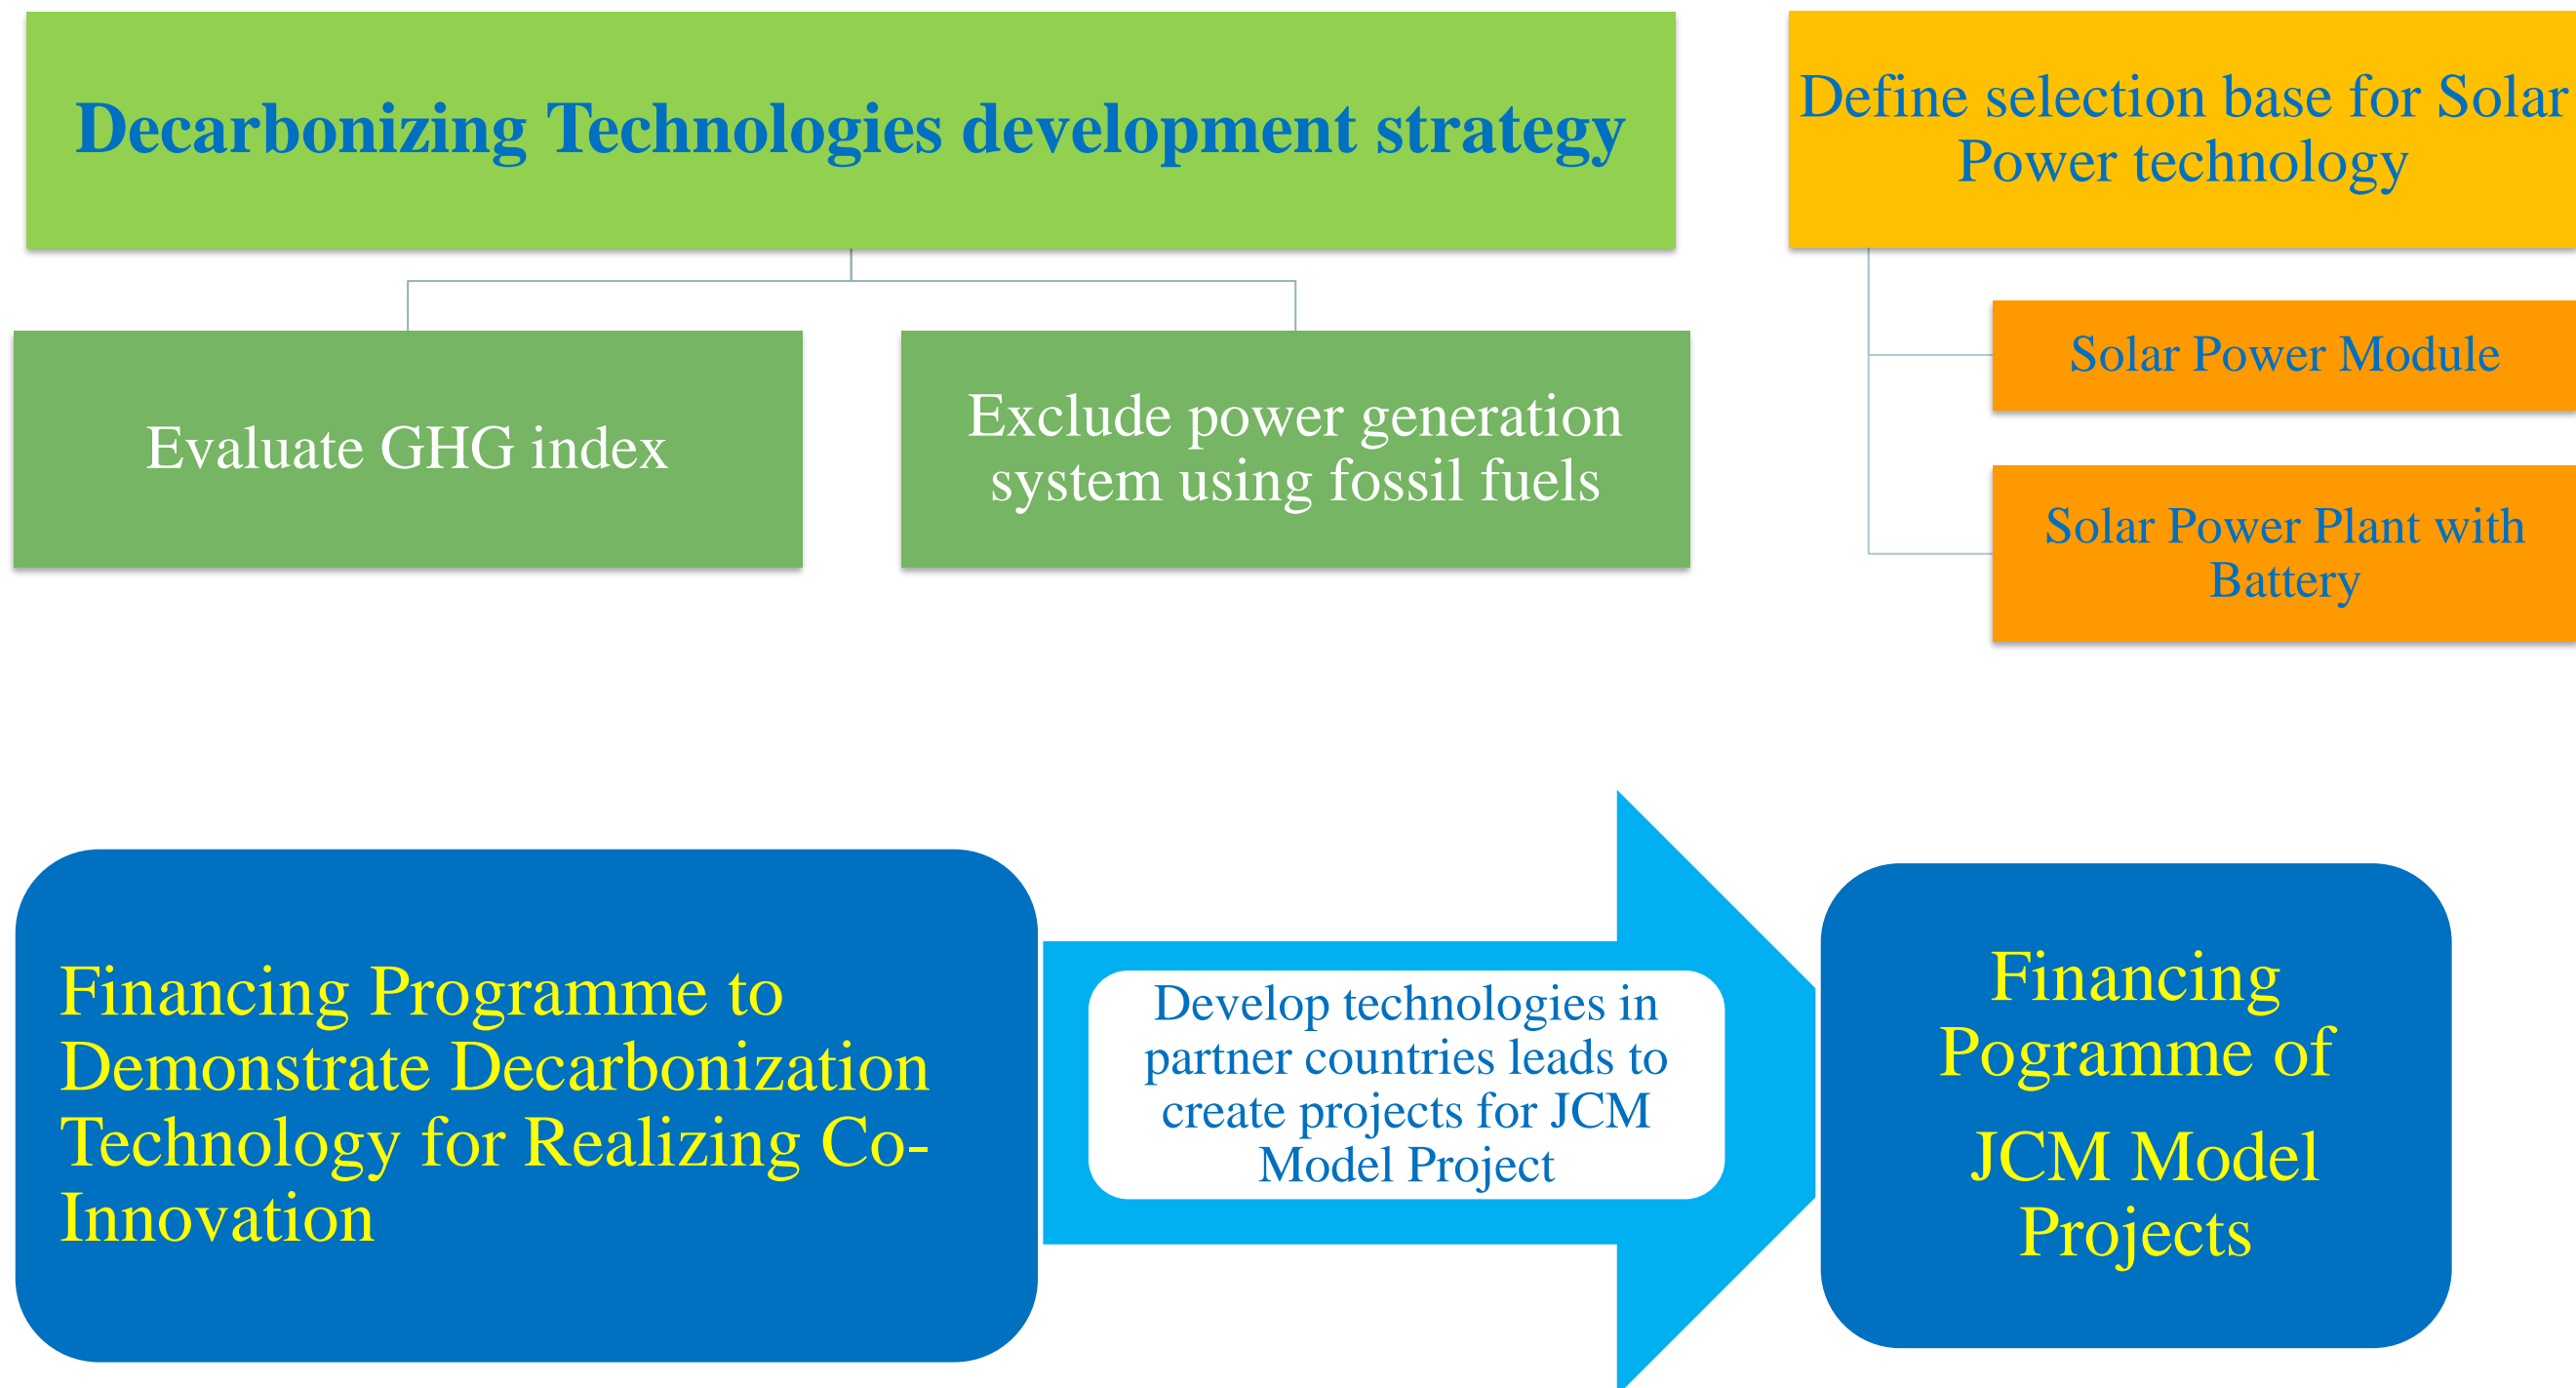 Decarbonizing Technologies development strategy
Evaluate GHG index
Exclude power generation
system using fossil fuels
Define selection base for Solar
Power technology
Solar Power Module
Solar Power Plant with
Battery
Financing Programme to
Demonstrate Decarbonization
Technology for Realizing Co-
Innovation
Develop technologies in
partner countries leads to
create projects for JCM
Model Project
Financing
Pogramme of
JCM Model
Projects